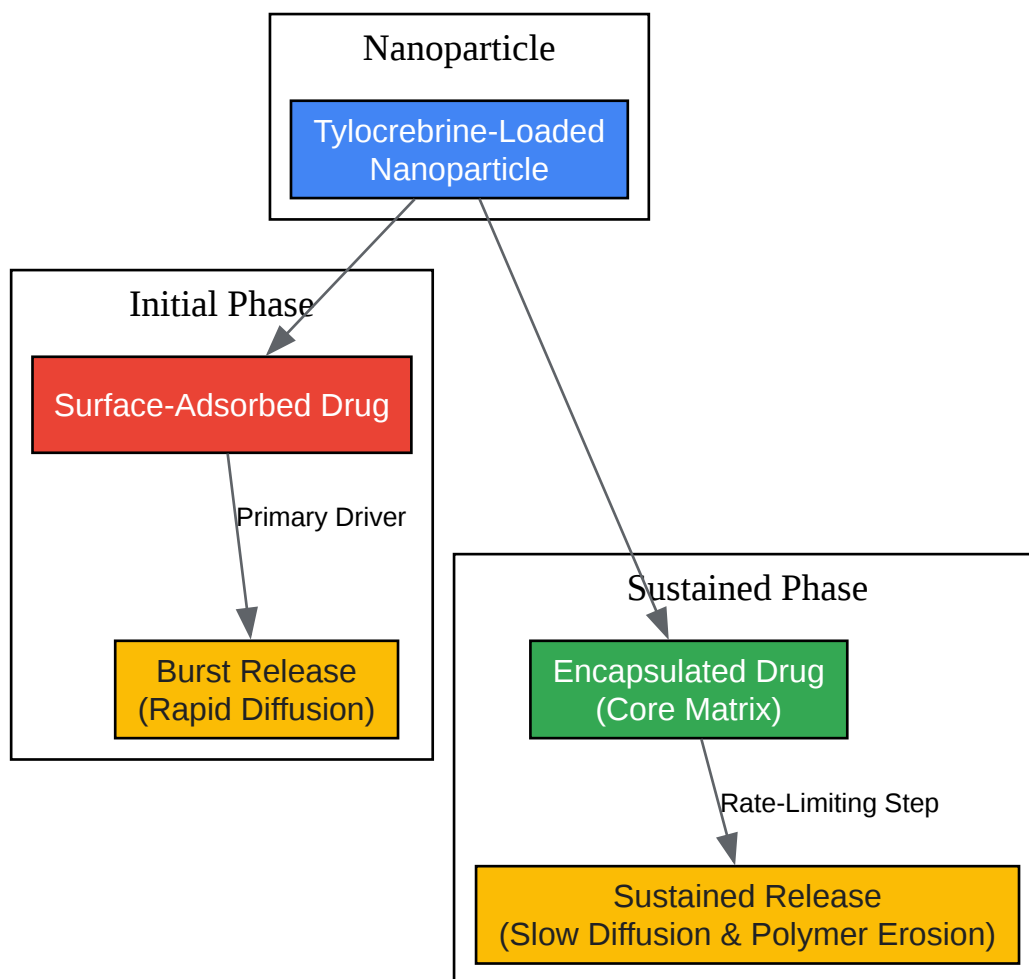 Nanoparticle
Tylocrebrine-Loaded
Nanoparticle
Initial Phase
Surface-Adsorbed Drug
Primary Driver
Burst Release
(Rapid Diffusion)
Sustained Phase
Encapsulated Drug
(Core Matrix)
Rate-Limiting Step
Sustained Release
(Slow Diffusion & Polymer Erosion)